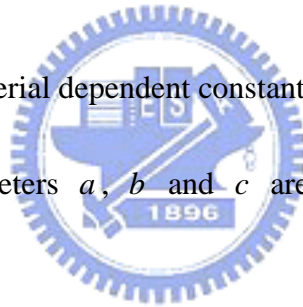 erial dependent constant
eters a, b and c are
1896